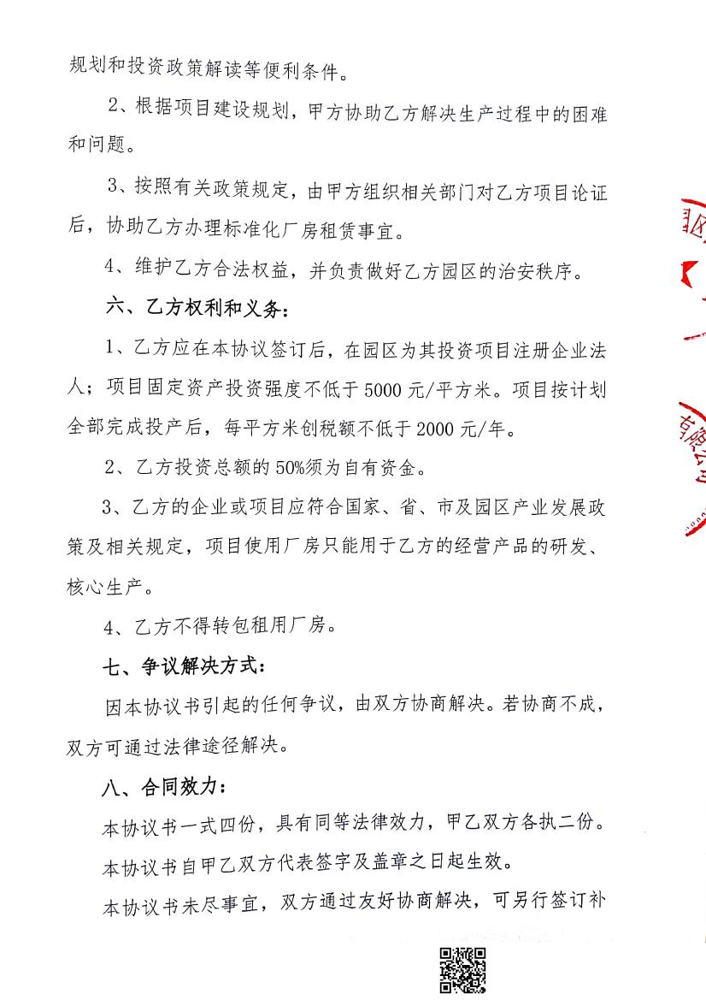 规划和投资政策解读等便利条件。
2、根据项目建设规划，甲方协助乙方解决生产过程中的困难
和问题。
3、按照有关政策规定，由甲方组织相关部门对乙方项目论证
后，协助乙方办理标准化厂房租赁事宜。
4、维护乙方合法权益，并负责做好乙方园区的治安秩序。
六、乙方权利和义务：
1、乙方应在本协议签订后，在园区为其投资项目注册企业法
人；项目固定资产投资强度不低于 5000 元/平方米。项目按计划
全部完成投产后，每平方米创税额不低于 2000 元/年。
2、乙方投资总额的 50%须为自有资金。
3、乙方的企业或项目应符合国家、省、市及园区产业发展政
策及相关规定，项目使用厂房只能用于乙方的经营产品的研发、
核心生产。
4、乙方不得转包租用厂房。
七、争议解决方式：
因本协议书引起的任何争议，由双方协商解决。若协商不成，
双方可通过法律途径解决。
八、合同效力：
本协议书一式四份，具有同等法律效力，甲乙双方各执二份。
本协议书自甲乙双方代表签字及盖章之日起生效。
本协议书未尽事宜，双方通过友好协商解决，可另行签订补
区
有限公司